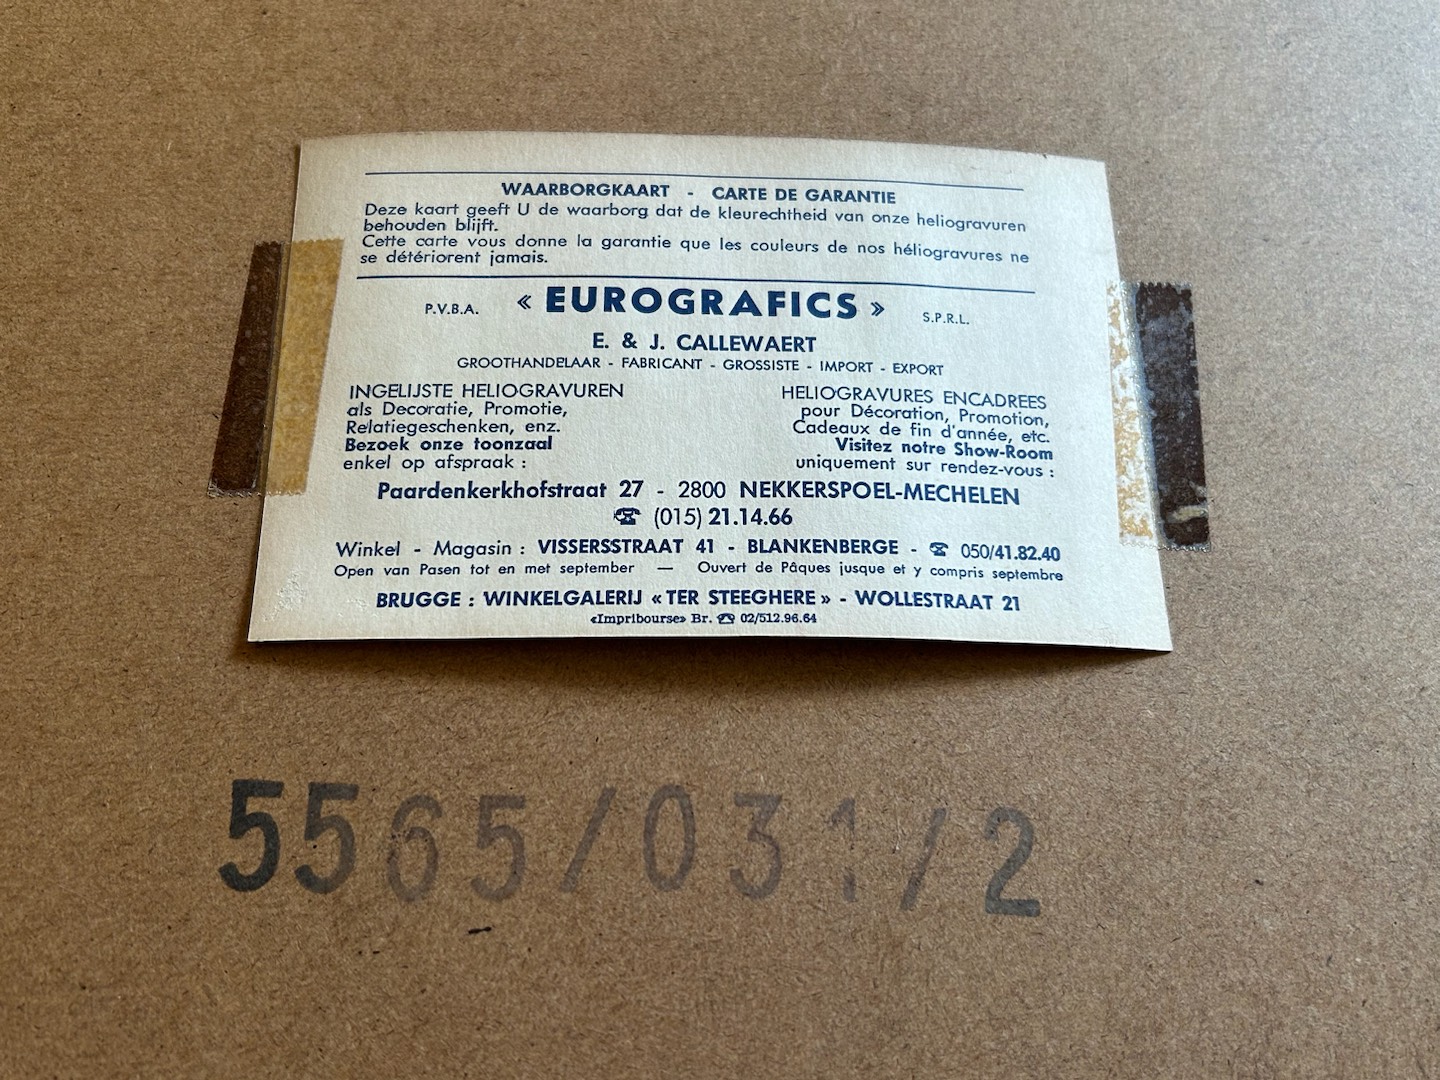 WAARBORGKAART - CARTE DE GARANTIE
Deze kaart geeft U de waarborg dat de kleurechtheid van onze heliogravuren
behouden blijft.
Cette carte vous donne la garantie que les couleurs de nos héliogravures ne
se détériorent jamais.
P.V.B.A. « EUROGRAFICS » S.P.R.L.
E. & J. CALLEWAERT
GROOTHANDELAAR - FABRICANT - GROSSISTE - IMPORT - EXPORT
INGELIJSTE HELIOGRAVUREN
als Decoratie, Promotie,
Relatiegeschenken, enz.
Bezoek onze toonzaal
enkel op afspraak :
HELIOGRAVURES ENCADREES
pour Décoration, Promotion,
Cadeaux de fin d'année, etc.
Visitez notre Show-Room
uniquement sur rendez-vous :
Paardenkerkhofstraat 27 - 2800 NEKKERSPOEL-MECHELEN
☎ (015) 21.14.66
Winkel - Magasin : VISSERSSTRAAT 41 - BLANKENBERGE - ☎ 050/41.82.40
Open van Pasen tot en met september — Ouvert de Pâques jusque et y compris septembre
BRUGGE : WINKELGALERIJ « TER STEEGHERE » - WOLLESTRAAT 21
«Impribourse» Br. ☎ 02/512.96.64
5565/031/2